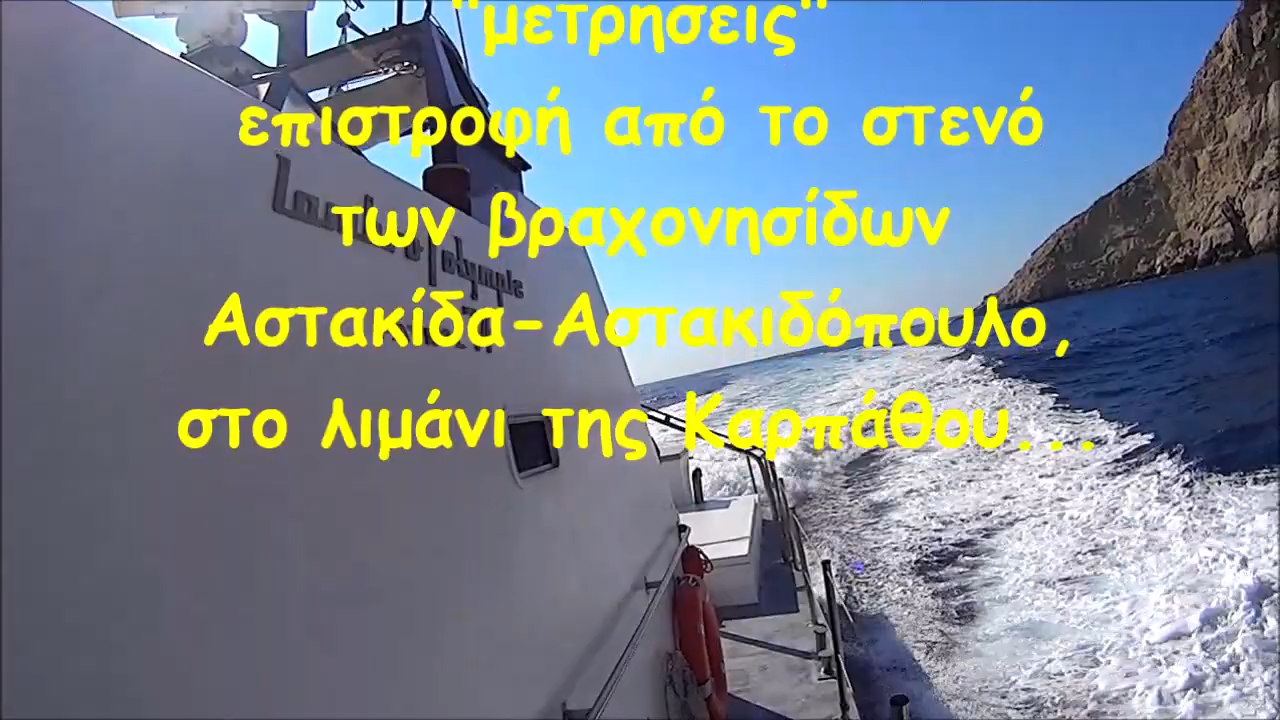 "μετρήσεις"
επιστροφή από το στενό
των βραχονησίδων
Αστακίδα-Αστακιδόπουλο,
στο λιμάνι της Καρπάθου...